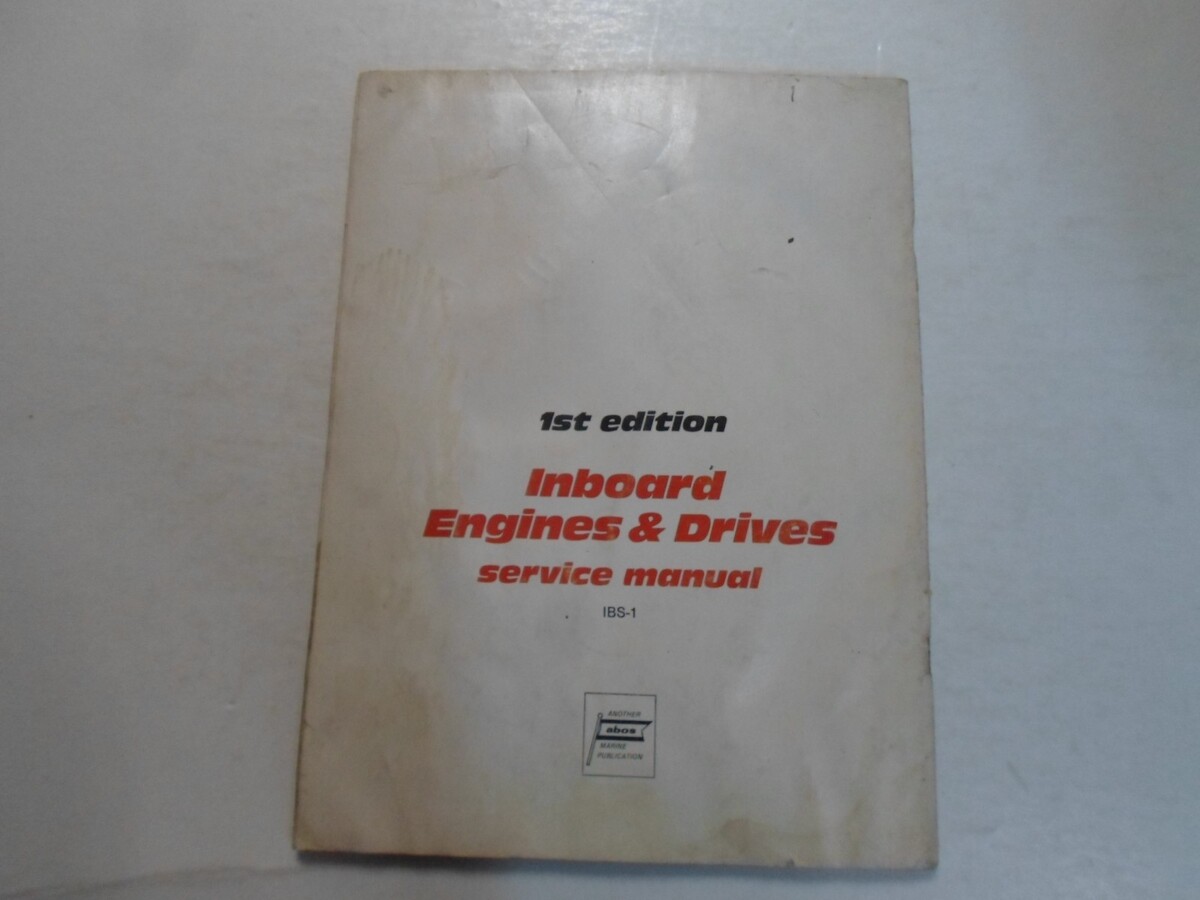 1st edition
Inboard
Engines & Drives
service manual
IBS-1
ANOTHER
abos
MARINE
PUBLICATION